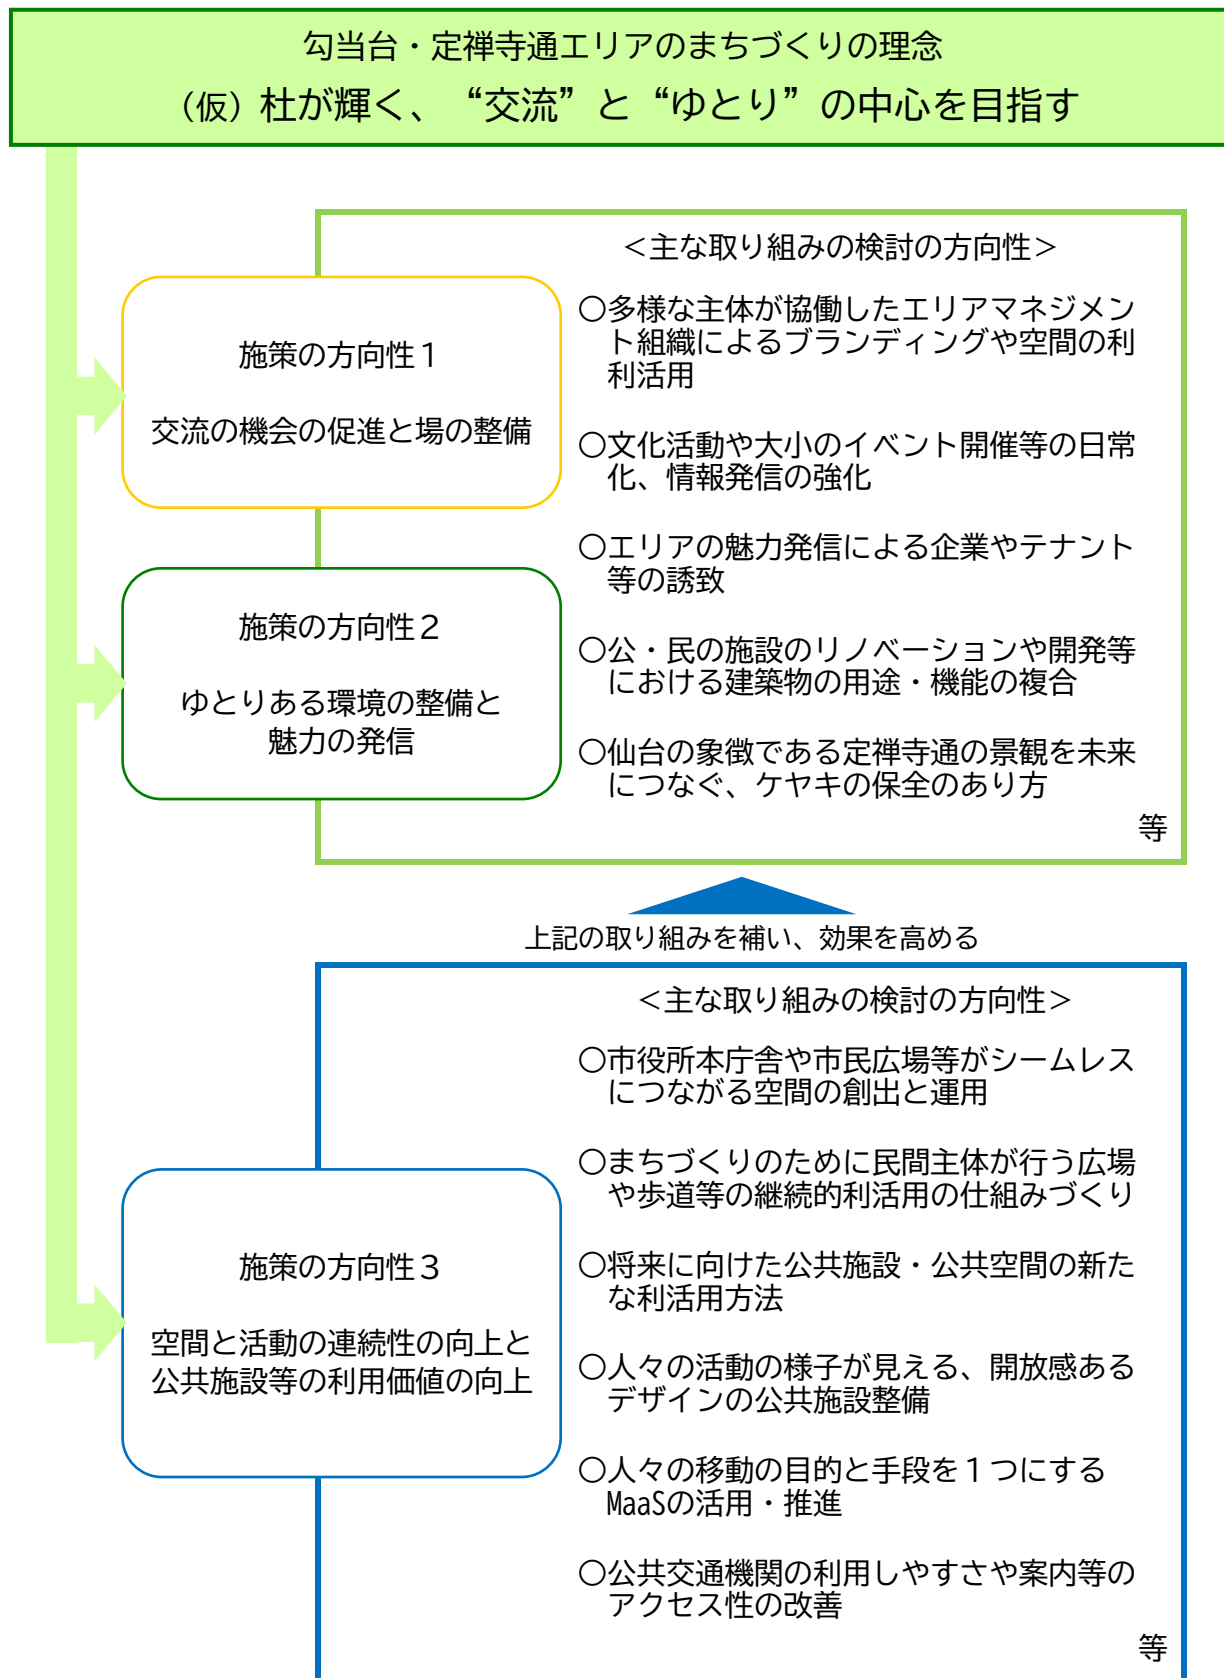 勾当台・定禅寺通エリアのまちづくりの理念
（仮）杜が輝く、“交流”と“ゆとり”の中心を目指す
＜主な取り組みの検討の方向性＞
施策の方向性１
交流の機会の促進と場の整備
〇多様な主体が協働したエリアマネジメン
ト組織によるブランディングや空間の利
利活用
〇文化活動や大小のイベント開催等の日常
化、情報発信の強化
〇エリアの魅力発信による企業やテナント
等の誘致
施策の方向性２
ゆとりある環境の整備と
魅力の発信
〇公・民の施設のリノベーションや開発等
における建築物の用途・機能の複合
〇仙台の象徴である定禅寺通の景観を未来
につなぐ、ケヤキの保全のあり方
等
上記の取り組みを補い、効果を高める
＜主な取り組みの検討の方向性＞
〇市役所本庁舎や市民広場等がシームレス
につながる空間の創出と運用
〇まちづくりのために民間主体が行う広場
や歩道等の継続的利活用の仕組みづくり
施策の方向性３
空間と活動の連続性の向上と
公共施設等の利用価値の向上
〇将来に向けた公共施設・公共空間の新た
な利活用方法
〇人々の活動の様子が見える、開放感ある
デザインの公共施設整備
〇人々の移動の目的と手段を１つにする
MaaSの活用・推進
〇公共交通機関の利用しやすさや案内等の
アクセス性の改善
等